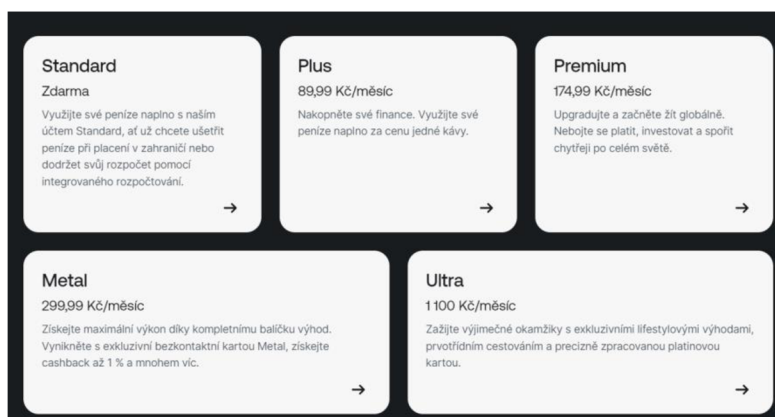 Standard
Zdarma
Využijte své peníze naplno s naším
účtem Standard, ať už chcete ušetřit
peníze při placení v zahraničí nebo
dodržet svůj rozpočet pomocí
integrovaného rozpočtování.
Plus
89,99 Kč/měsíc
Nakopněte své finance. Využijte své
peníze naplno za cenu jedné kávy.
Premium
174,99 Kč/měsíc
Upgradujte a začněte žít globálně.
Nebojte se platit, investovat a spořit
chytřeji po celém světě.
Metal
299,99 Kč/měsíc
Získejte maximální výkon díky kompletnímu balíčku výhod.
Vynikněte s exkluzivní bezkontaktní kartou Metal, získejte
cashback až 1 % a mnohem víc.
Ultra
1 100 Kč/měsíc
Zažijte výjimečné okamžiky s exkluzivními lifestylovými výhodami,
prvotřídním cestováním a precizně zpracovanou platinovou
kartou.